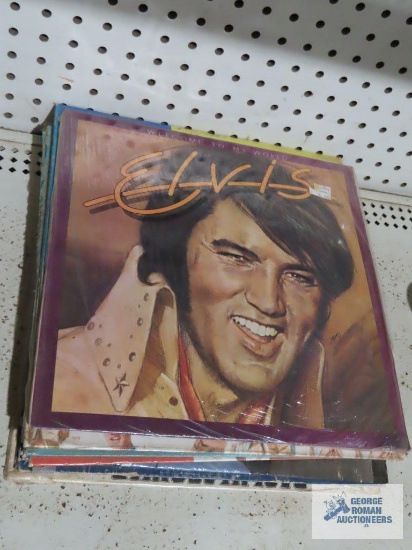 WELCOME TO MY WORLD
ELVIS
GEORGE
ROMAN
AUCTIONEERS